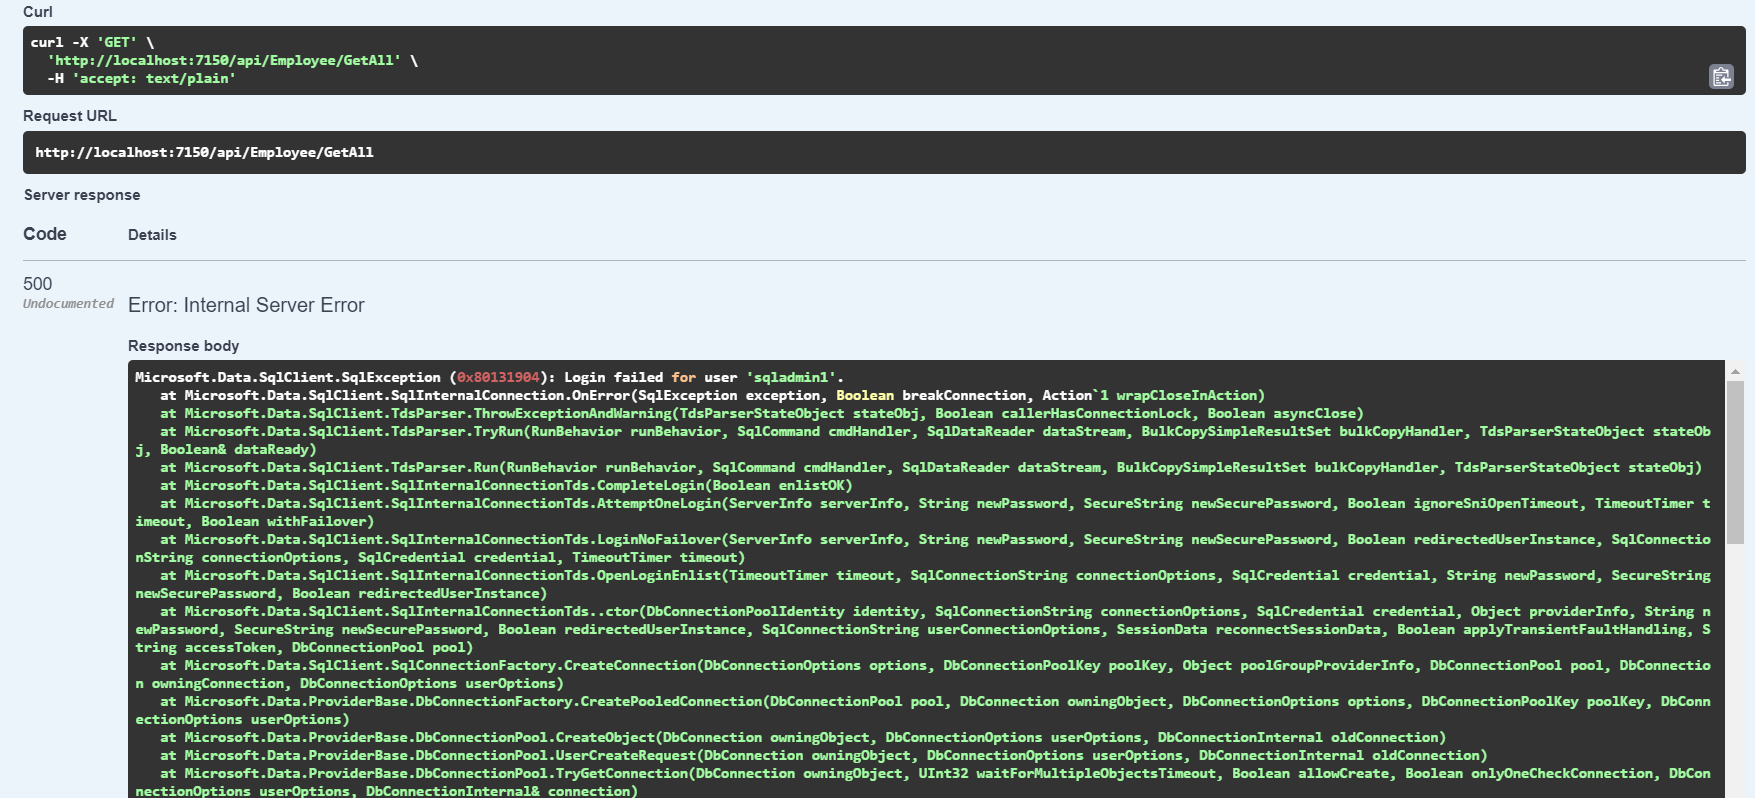 Curl
curl -X 'GET' \
'http://localhost:7150/api/Employee/GetAll' \
-H 'accept: text/plain'
Request URL
http://localhost:7150/api/Employee/GetAll
Server response
Code Details
500
Undocumented
Error: Internal Server Error
Response body
Microsoft.Data.SqlClient.SqlException (0x80131904): Login failed for user 'sqladmin1'.
at Microsoft.Data.SqlClient.SqlInternalConnection.OnError(SqlException exception, Boolean breakConnection, Action`1 wrapCloseInAction)
at Microsoft.Data.SqlClient.TdsParser.ThrowExceptionAndWarning(TdsParserStateObject stateObj, Boolean callerHasConnectionLock, Boolean asyncClose)
at Microsoft.Data.SqlClient.TdsParser.TryRun(RunBehavior runBehavior, SqlCommand cmdHandler, SqlDataReader dataStream, BulkCopySimpleResultSet bulkCopyHandler, TdsParserStateObject stateOb
j, Boolean& dataReady)
at Microsoft.Data.SqlClient.TdsParser.Run(RunBehavior runBehavior, SqlCommand cmdHandler, SqlDataReader dataStream, BulkCopySimpleResultSet bulkCopyHandler, TdsParserStateObject stateObj)
at Microsoft.Data.SqlClient.SqlInternalConnectionTds.CompleteLogin(Boolean enlistOK)
at Microsoft.Data.SqlClient.SqlInternalConnectionTds.AttemptOneLogin(ServerInfo serverInfo, String newPassword, SecureString newSecurePassword, Boolean ignoreSniOpenTimeout, TimeoutTimer t
imeout, Boolean withFailover)
at Microsoft.Data.SqlClient.SqlInternalConnectionTds.LoginNoFailover(ServerInfo serverInfo, String newPassword, SecureString newSecurePassword, Boolean redirectedUserInstance, SqlConnectio
nString connectionOptions, SqlCredential credential, TimeoutTimer timeout)
at Microsoft.Data.SqlClient.SqlInternalConnectionTds.OpenLoginEnlist(TimeoutTimer timeout, SqlConnectionString connectionOptions, SqlCredential credential, String newPassword, SecureString
newSecurePassword, Boolean redirectedUserInstance)
at Microsoft.Data.SqlClient.SqlInternalConnectionTds..ctor(DbConnectionPoolIdentity identity, SqlConnectionString connectionOptions, SqlCredential credential, Object providerInfo, String n
ewPassword, SecureString newSecurePassword, Boolean redirectedUserInstance, SqlConnectionString userConnectionOptions, SessionData reconnectSessionData, Boolean applyTransientFaultHandling, S
tring accessToken, DbConnectionPool pool)
at Microsoft.Data.SqlClient.SqlConnectionFactory.CreateConnection(DbConnectionOptions options, DbConnectionPoolKey poolKey, Object poolGroupProviderInfo, DbConnectionPool pool, DbConnectio
n owningConnection, DbConnectionOptions userOptions)
at Microsoft.Data.ProviderBase.DbConnectionFactory.CreatePooledConnection(DbConnectionPool pool, DbConnection owningObject, DbConnectionOptions options, DbConnectionPoolKey poolKey, DbConn
ectionOptions userOptions)
at Microsoft.Data.ProviderBase.DbConnectionPool.CreateObject(DbConnection owningObject, DbConnectionOptions userOptions, DbConnectionInternal oldConnection)
at Microsoft.Data.ProviderBase.DbConnectionPool.UserCreateRequest(DbConnection owningObject, DbConnectionOptions userOptions, DbConnectionInternal oldConnection)
at Microsoft.Data.ProviderBase.DbConnectionPool.TryGetConnection(DbConnection owningObject, UInt32 waitForMultipleObjectsTimeout, Boolean allowCreate, Boolean onlyOneCheckConnection, DbCon
nectionOptions userOptions, DbConnectionInternal& connection)